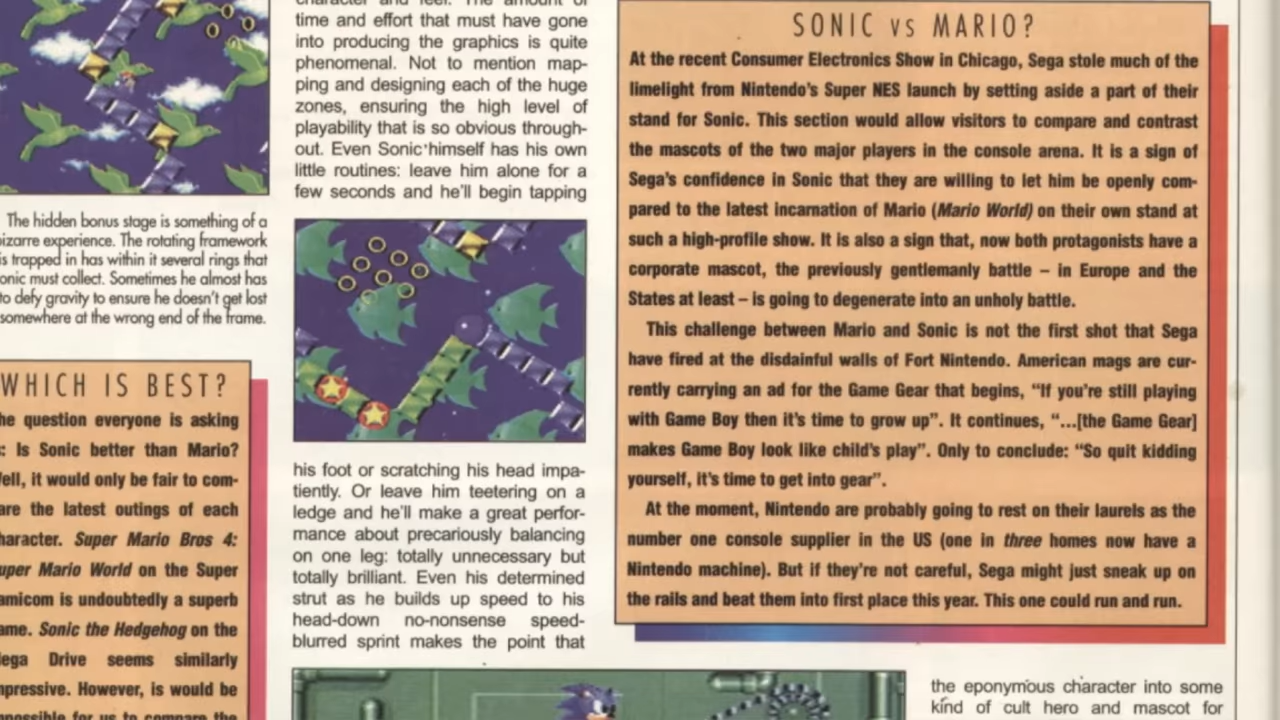 The hidden bonus stage is something of a
bizarre experience. The rotating framework
is trapped in has within it several rings that
onic must collect. Sometimes he almost has
to defy gravity to ensure he doesn't get lost
somewhere at the wrong end of the frame.
WHICH IS BEST?
he question everyone is asking
: Is Sonic better than Mario?
ell, it would only be fair to com-
are the latest outings of each
haracter. Super Mario Bros 4:
uper Mario World on the Super
amicom is undoubtedly a superb
ame. Sonic the Hedgehog on the
ega Drive seems similarly
mpressive. However, is would be
possible for us to compare the
character and feel. The amount of
time and effort that must have gone
into producing the graphics is quite
phenomenal. Not to mention map-
ping and designing each of the huge
zones, ensuring the high level of
playability that is so obvious through-
out. Even Sonic himself has his own
little routines: leave him alone for a
few seconds and he'll begin tapping
his foot or scratching his head impa-
tiently. Or leave him teetering on a
ledge and he'll make a great perfor-
mance about precariously balancing
on one leg: totally unnecessary but
totally brilliant. Even his determined
strut as he builds up speed to his
head-down no-nonsense speed-
blurred sprint makes the point that
SONIC vs MARIO?
At the recent Consumer Electronics Show in Chicago, Sega stole much of the
limelight from Nintendo's Super NES launch by setting aside a part of their
stand for Sonic. This section would allow visitors to compare and contrast
the mascots of the two major players in the console arena. It is a sign of
Sega's confidence in Sonic that they are willing to let him be openly com-
pared to the latest incarnation of Mario (Mario World) on their own stand at
such a high-profile show. It is also a sign that, now both protagonists have a
corporate mascot, the previously gentlemanly battle – in Europe and the
States at least – is going to degenerate into an unholy battle.
This challenge between Mario and Sonic is not the first shot that Sega
have fired at the disdainful walls of Fort Nintendo. American mags are cur-
rently carrying an ad for the Game Gear that begins, “If you're still playing
with Game Boy then it's time to grow up”. It continues, “...[the Game Gear]
makes Game Boy look like child's play”. Only to conclude: “So quit kidding
yourself, it's time to get into gear”.
At the moment, Nintendo are probably going to rest on their laurels as the
number one console supplier in the US (one in three homes now have a
Nintendo machine). But if they're not careful, Sega might just sneak up on
the rails and beat them into first place this year. This one could run and run.
the eponymous character into some
kind of cult hero and mascot for